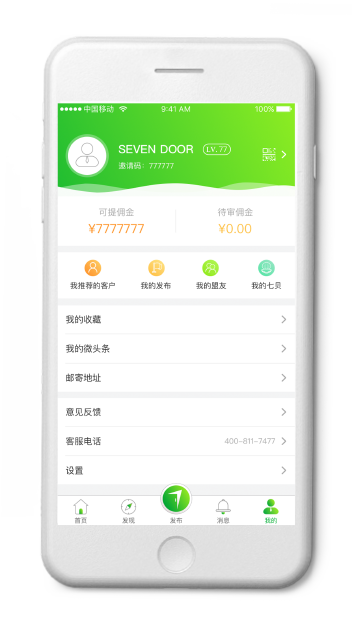 中国移动 9:41 AM 100%
SEVEN DOOR LV.77
邀请码：777777
可提佣金 待审佣金
¥7777777 ¥0.00
我推荐的客户 我的发布 我的盟友 我的七贝
我的收藏
我的微头条
邮寄地址
意见反馈
客服电话 400-811-7477
设置
首页 发现 发布 消息 我的